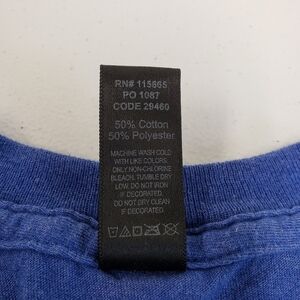 RN# 115665
PO 1087
CODE 29460
50% Cotton
50% Polyester
MACHINE WASH COLD
WITH LIKE COLORS.
ONLY NON-CHLORINE
BLEACH. TUMBLE DRY
LOW. DO NOT IRON
IF DECORATED.
DO NOT DRY CLEAN
IF DECORATED.